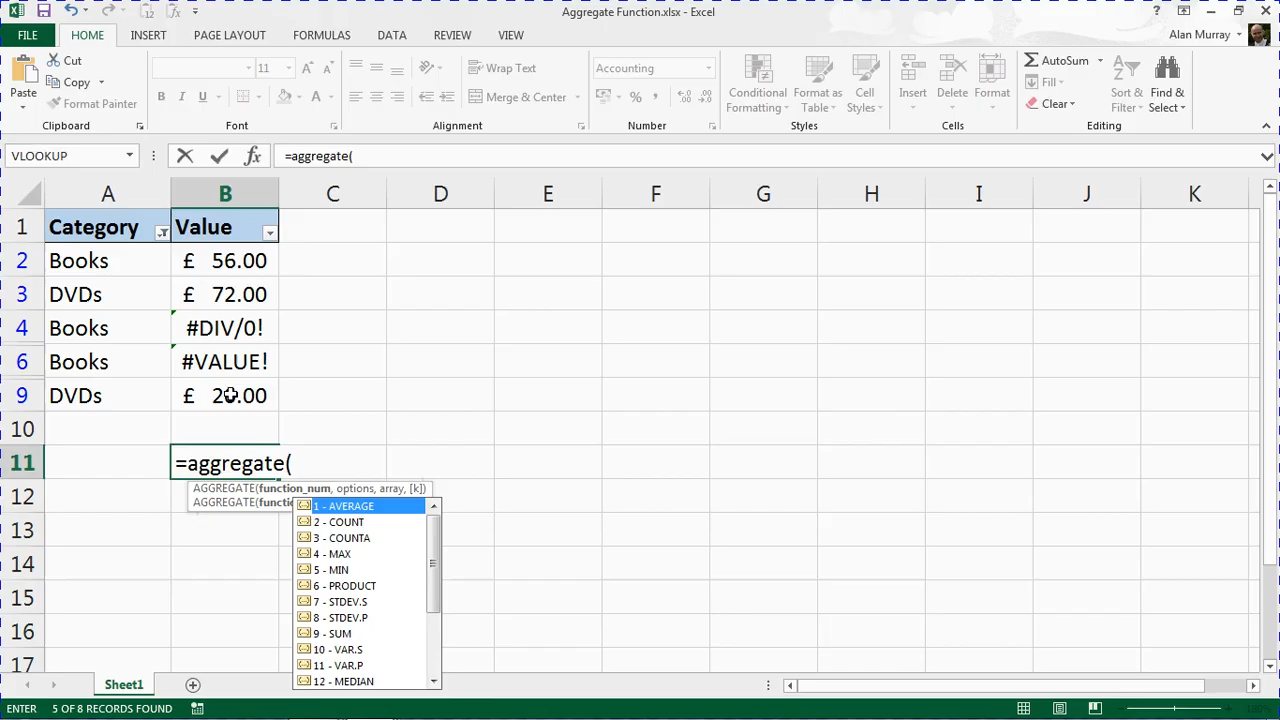 Aggregate Function.xlsx - Excel
FILE HOME INSERT PAGE LAYOUT FORMULAS DATA REVIEW VIEW Alan Murray
Paste
Cut
Copy
Format Painter
Clipboard
11
Font
Wrap Text
Merge & Center
Alignment
Accounting
Number
Conditional Formatting
Format as Table
Cell Styles
Styles
Insert
Delete
Format
Cells
AutoSum
Fill
Clear
Sort & Filter
Find & Select
Editing
VLOOKUP =aggregate(
A B C D E F G H I J K
1 Category Value
2 Books £ 56.00
3 DVDs £ 72.00
4 Books #DIV/0!
6 Books #VALUE!
9 DVDs £ 20.00
10
11 =aggregate(
AGGREGATE(function_num, options, array, [k])
12 AGGREGATE(functio
1 - AVERAGE
2 - COUNT
3 - COUNTA
13
4 - MAX
5 - MIN
14
6 - PRODUCT
7 - STDEV.S
15
8 - STDEV.P
9 - SUM
16
10 - VAR.S
11 - VAR.P
17
12 - MEDIAN
Sheet1
ENTER 5 OF 8 RECORDS FOUND 180%